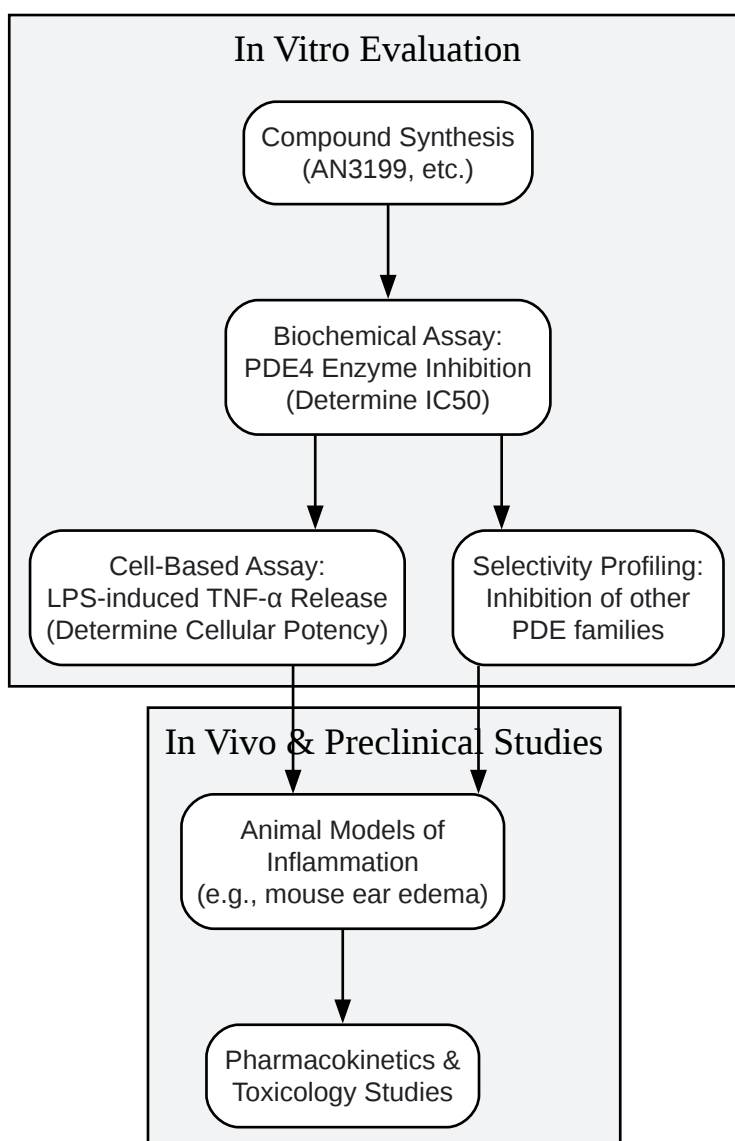 In Vitro Evaluation
Compound Synthesis
(AN3199, etc.)
Biochemical Assay:
PDE4 Enzyme Inhibition
(Determine IC50)
Cell-Based Assay:
LPS-induced TNF-α Release
(Determine Cellular Potency)
Selectivity Profiling:
Inhibition of other
PDE families
In Vivo & Preclinical Studies
Animal Models of
Inflammation
(e.g., mouse ear edema)
Pharmacokinetics &
Toxicology Studies